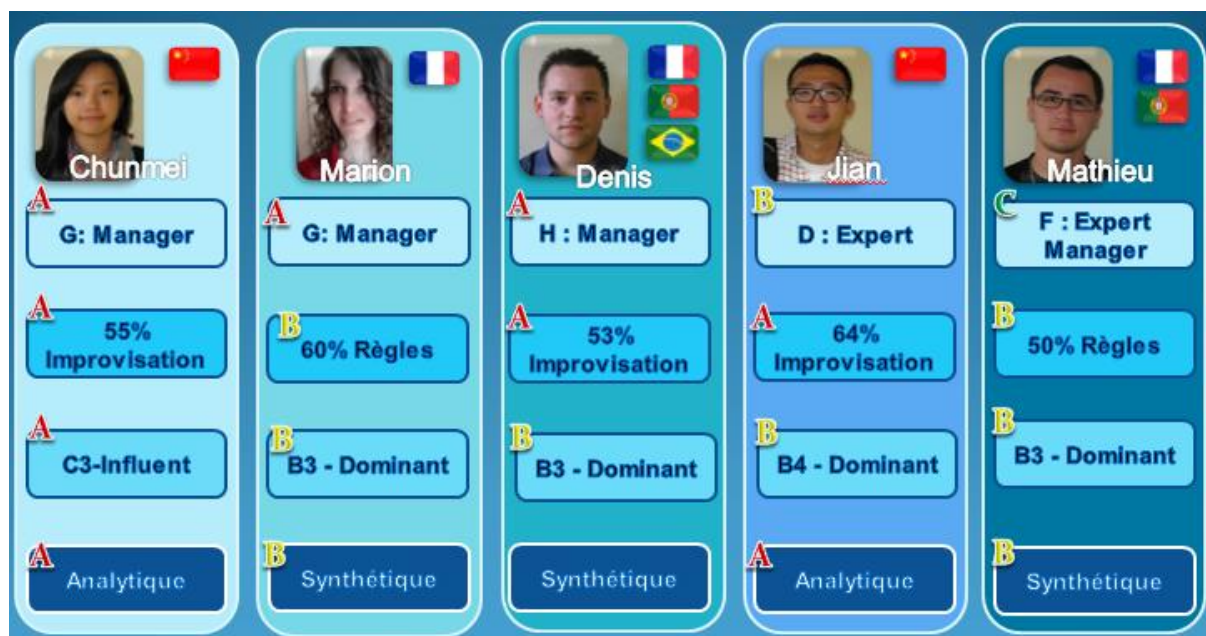 Chunmei
A
G: Manager
A
55%
Improvisation
A
C3-Influent
A
Analytique
Marion
A
G: Manager
B
60% Règles
B
B3 - Dominant
B
Synthétique
Denis
A
H : Manager
A
53%
Improvisation
B
B3 - Dominant
Synthétique
Jian
B
D : Expert
A
64%
Improvisation
B
B4 - Dominant
A
Analytique
Mathieu
C
F : Expert
Manager
B
50% Règles
B
B3 - Dominant
B
Synthétique